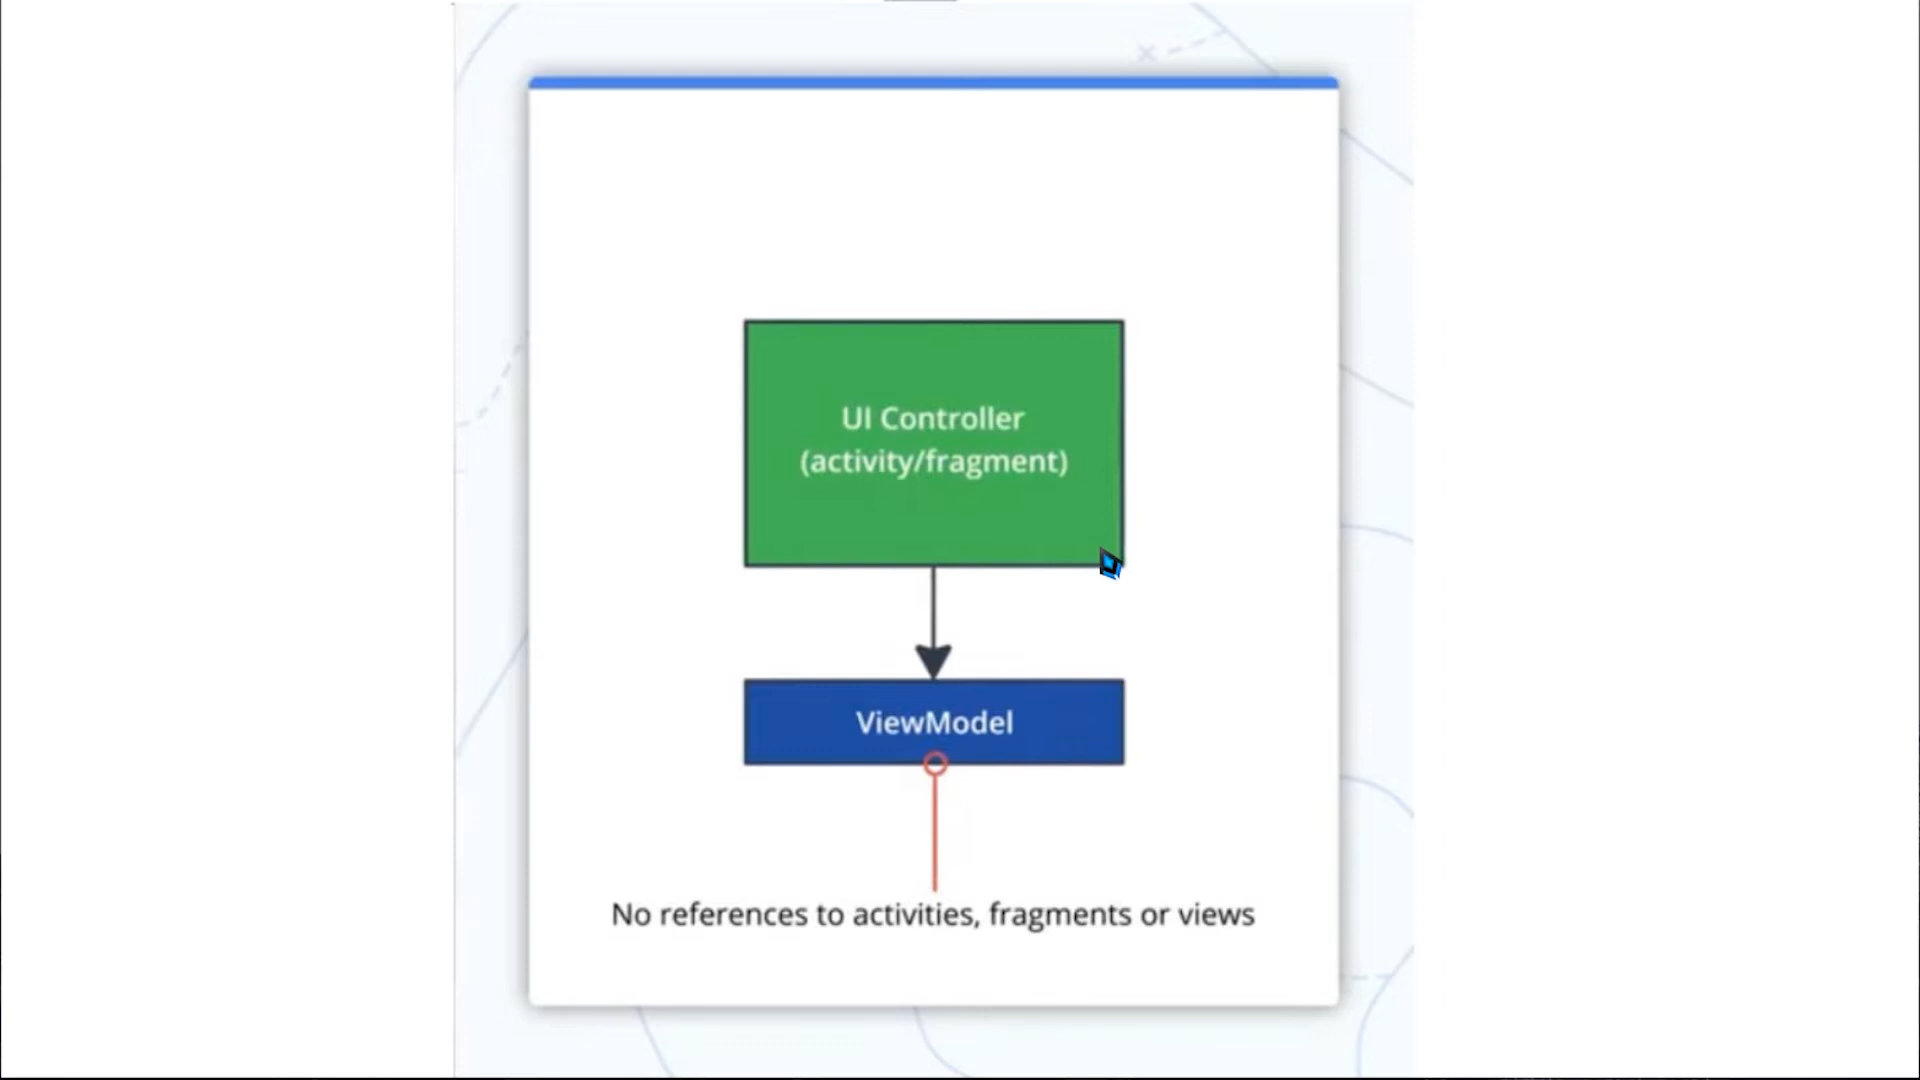 UI Controller
(activity/fragment)
ViewModel
No references to activities, fragments or views